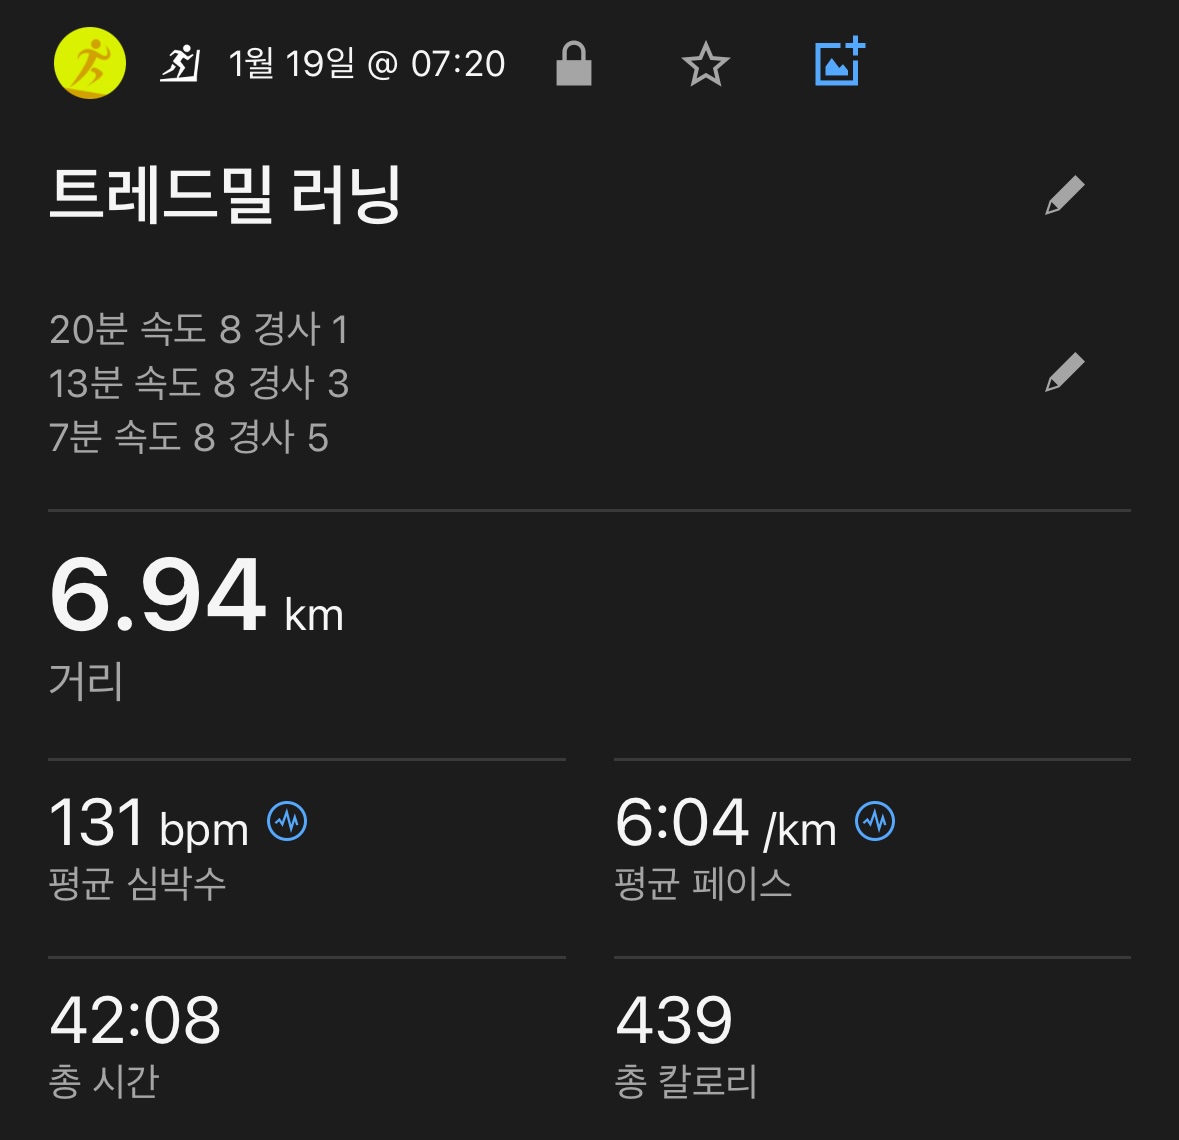 1월 19일 @ 07:20
트레드밀 러닝
20분 속도 8 경사 1
13분 속도 8 경사 3
7분 속도 8 경사 5
6.94 km
거리
131 bpm
평균 심박수
6:04 /km
평균 페이스
42:08
총 시간
439
총 칼로리